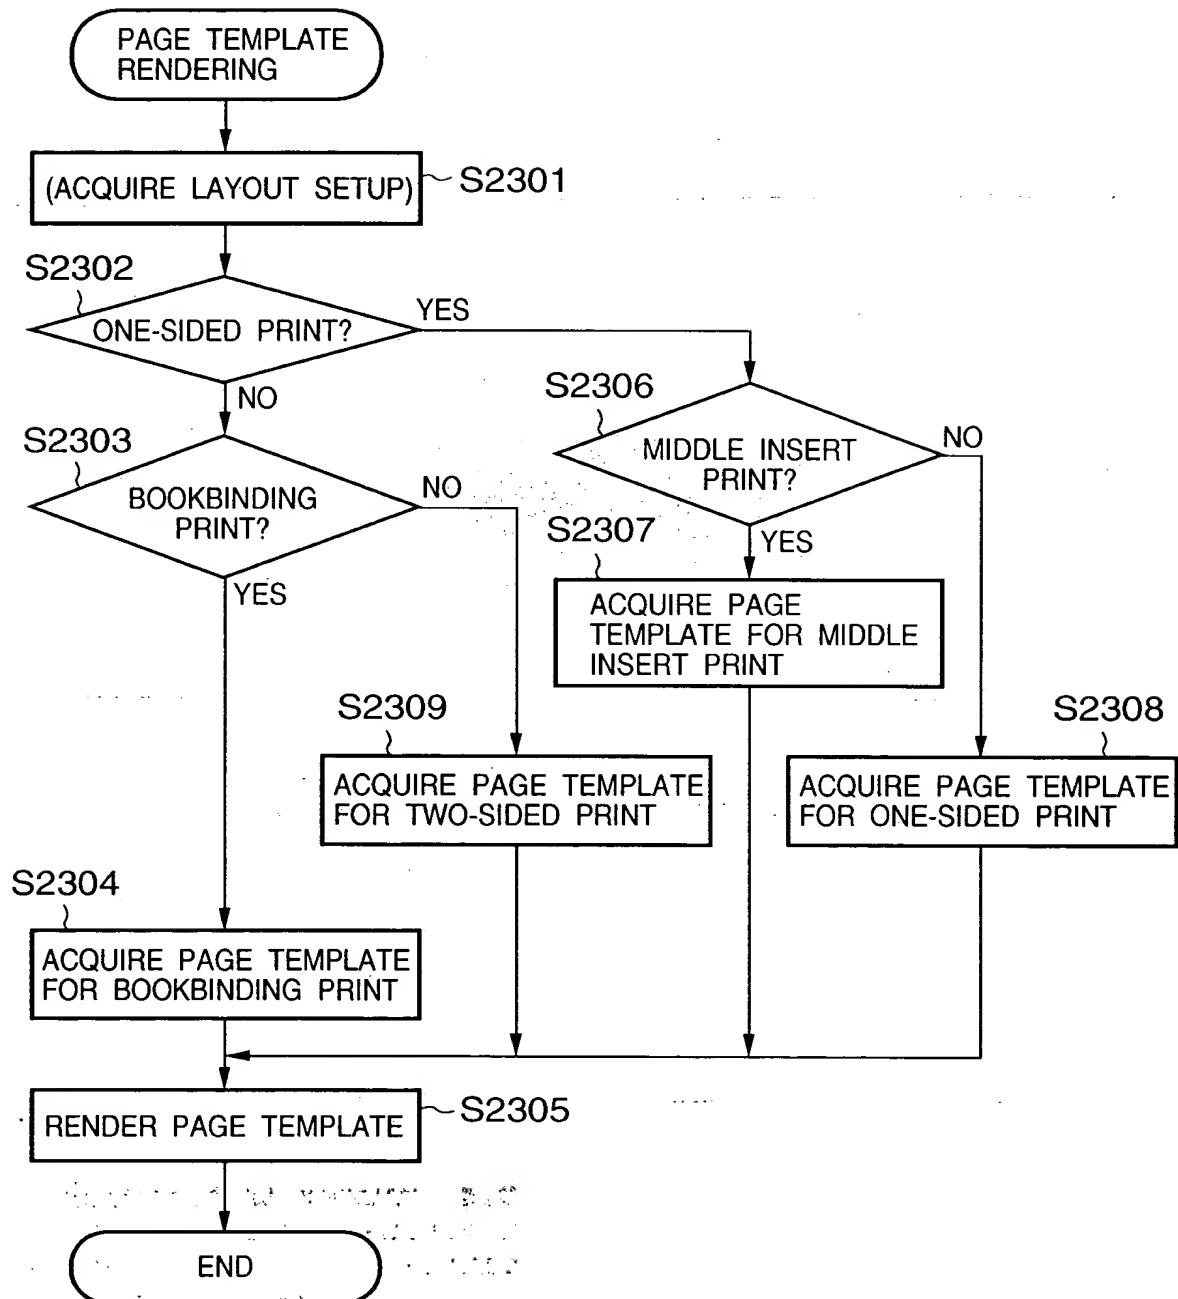 PAGE TEMPLATE
RENDERING
(ACQUIRE LAYOUT SETUP)
S2301
S2302
ONE-SIDED PRINT?
YES
NO
S2303
BOOKBINDING
PRINT?
NO
YES
S2306
MIDDLE INSERT
PRINT?
NO
YES
S2307
ACQUIRE PAGE
TEMPLATE FOR MIDDLE
INSERT PRINT
S2309
ACQUIRE PAGE TEMPLATE
FOR TWO-SIDED PRINT
S2308
ACQUIRE PAGE TEMPLATE
FOR ONE-SIDED PRINT
S2304
ACQUIRE PAGE TEMPLATE
FOR BOOKBINDING PRINT
RENDER PAGE TEMPLATE
S2305
END